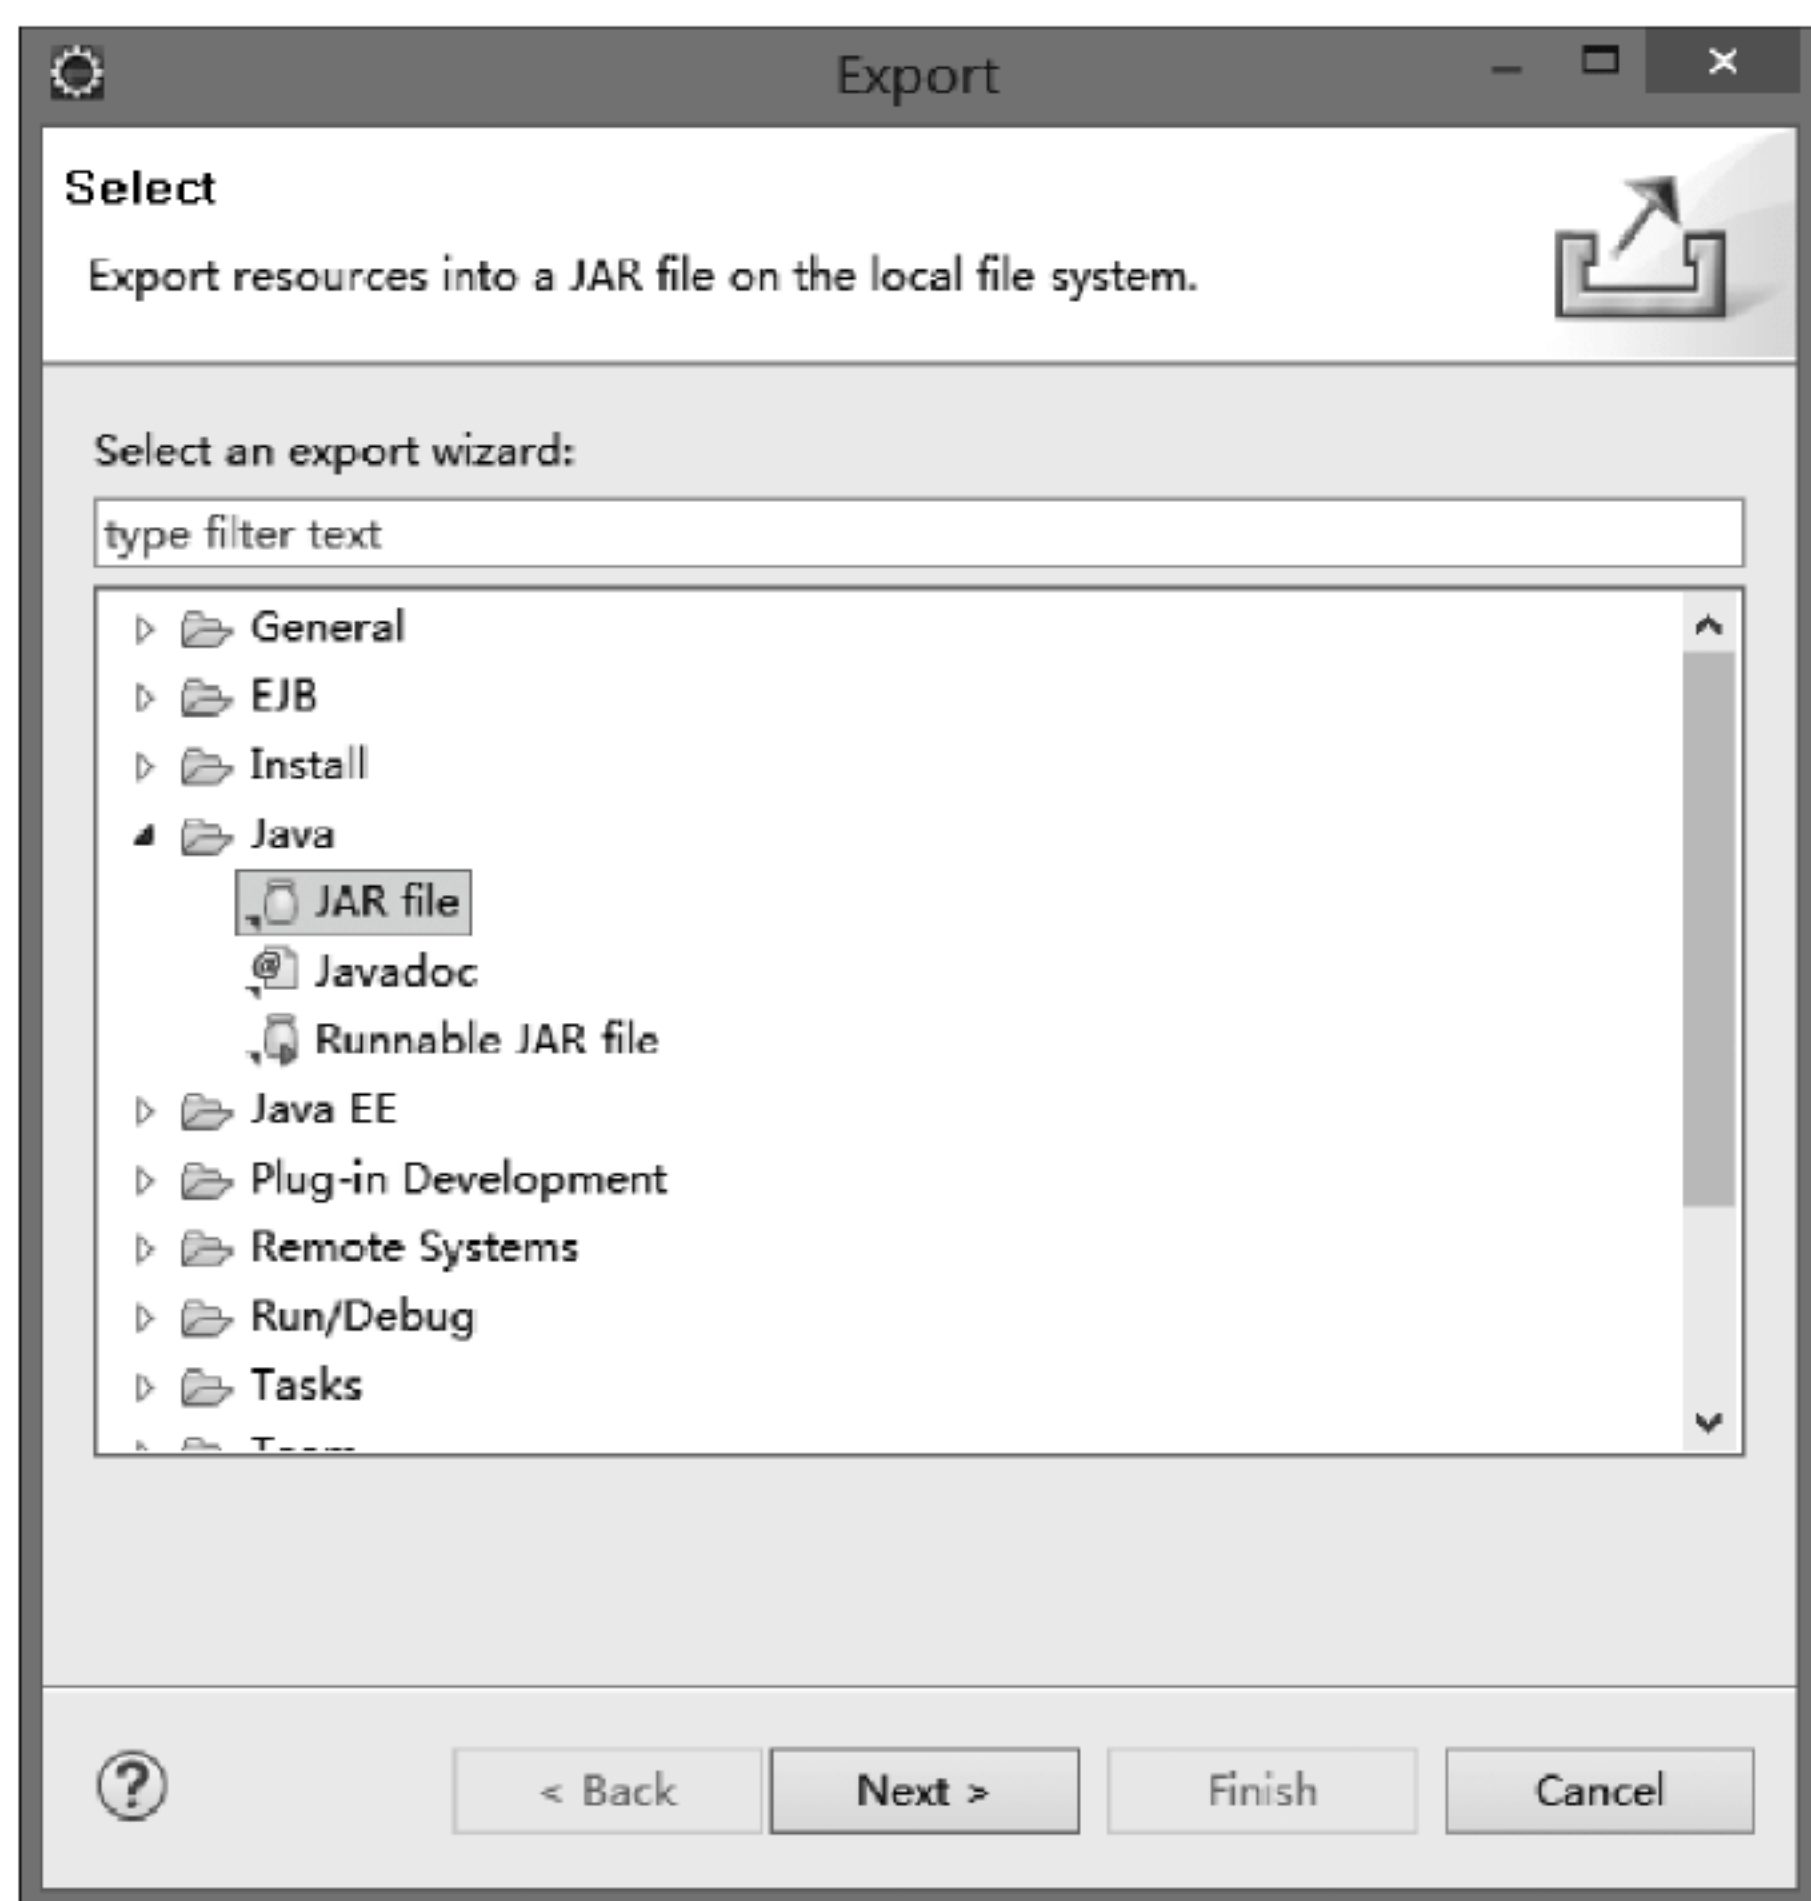 Export
Select
Export resources into a JAR file on the local file system.
Select an export wizard:
type filter text
General
EJB
Install
Java
JAR file
Javadoc
Runnable JAR file
Java EE
Plug-in Development
Remote Systems
Run/Debug
Tasks
< Back
Next >
Finish
Cancel